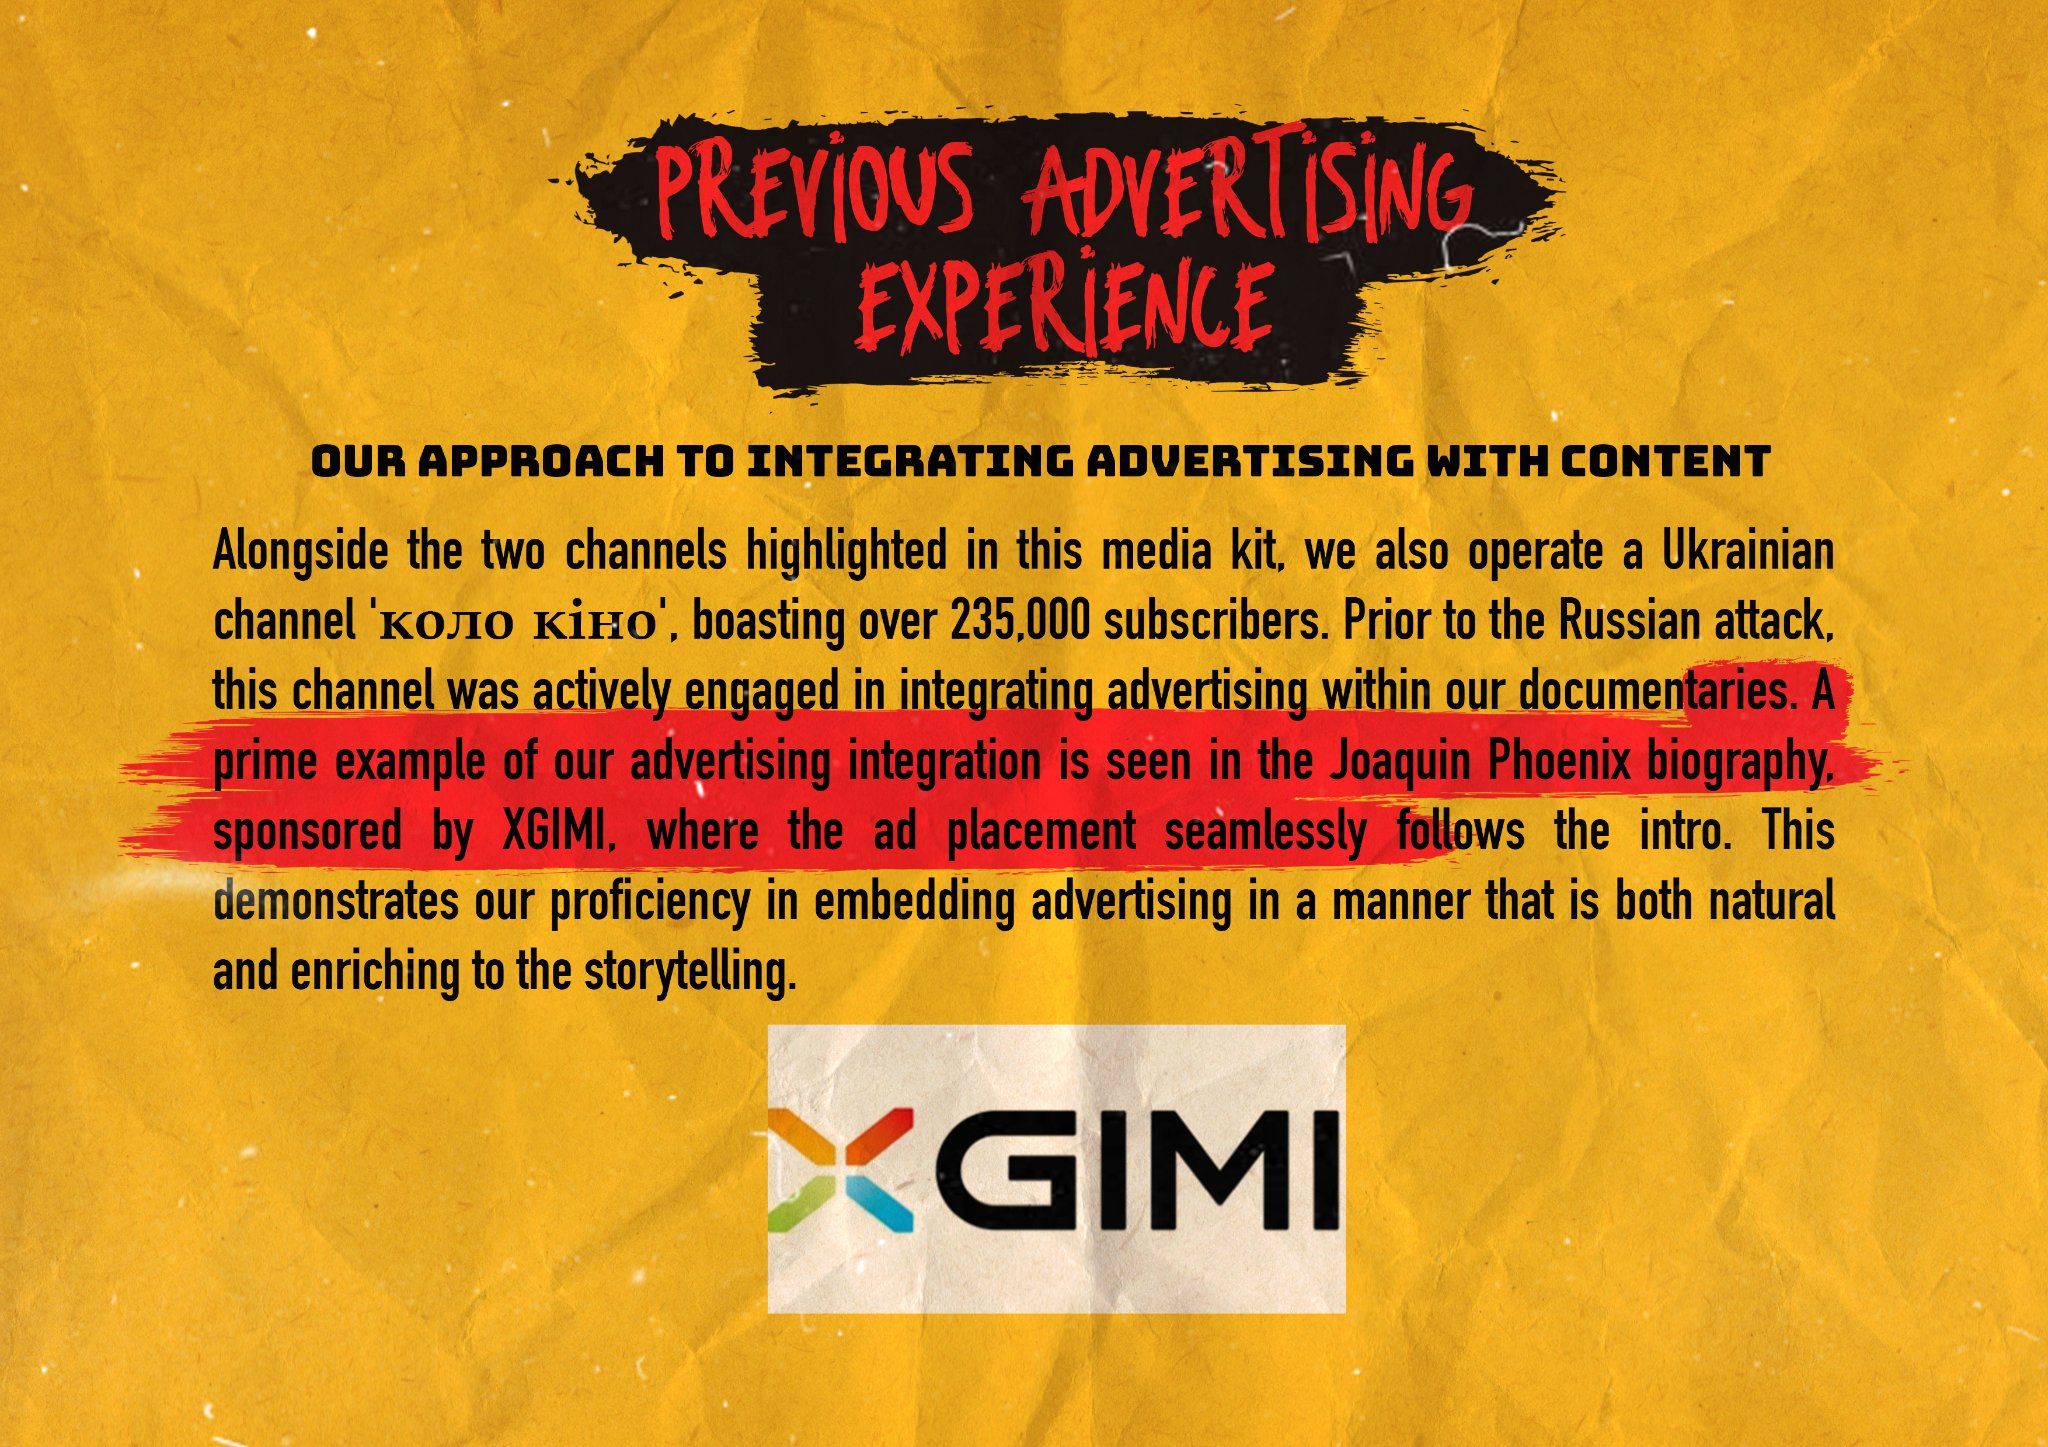 PREVIOUS ADVERTISING
EXPERIENCE
OUR APPROACH TO INTEGRATING ADVERTISING WITH CONTENT
Alongside the two channels highlighted in this media kit, we also operate a Ukrainian
channel 'коло кіно', boasting over 235,000 subscribers. Prior to the Russian attack,
this channel was actively engaged in integrating advertising within our documentaries. A
prime example of our advertising integration is seen in the Joaquin Phoenix biography,
sponsored by XGIMI, where the ad placement seamlessly follows the intro. This
demonstrates our proficiency in embedding advertising in a manner that is both natural
and enriching to the storytelling.
XGIMI